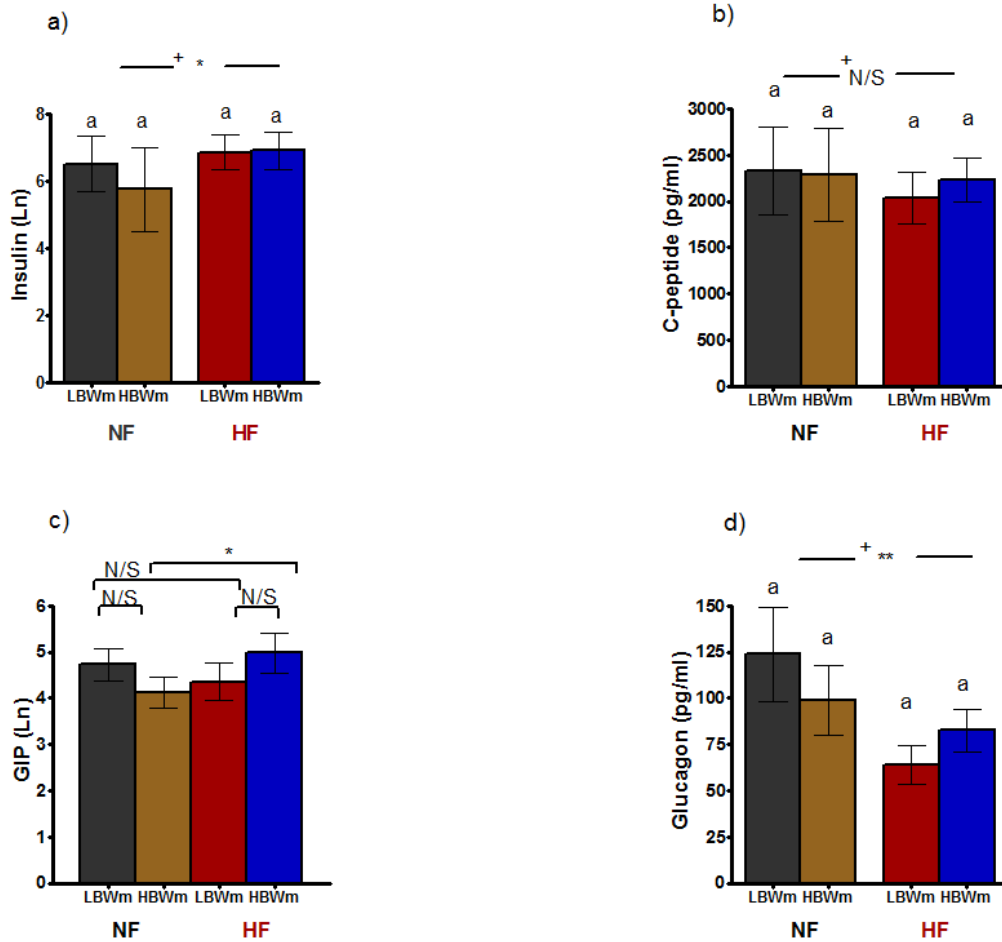 a)
+ *
a a a a
8
6
4
2
0
Insulin (Ln)
LBWm HBWm LBWm HBWm
NF HF
b)
+
N/S
a a a a
3000
2500
2000
1500
1000
500
0
C-peptide (pg/ml)
LBWm HBWm LBWm HBWm
NF HF
c)
*
N/S
N/S N/S
6
5
4
3
2
1
0
GIP (Ln)
LBWm HBWm LBWm HBWm
NF HF
d)
+ **
a a a a
150
125
100
75
50
25
0
Glucagon (pg/ml)
LBWm HBWm LBWm HBWm
NF HF